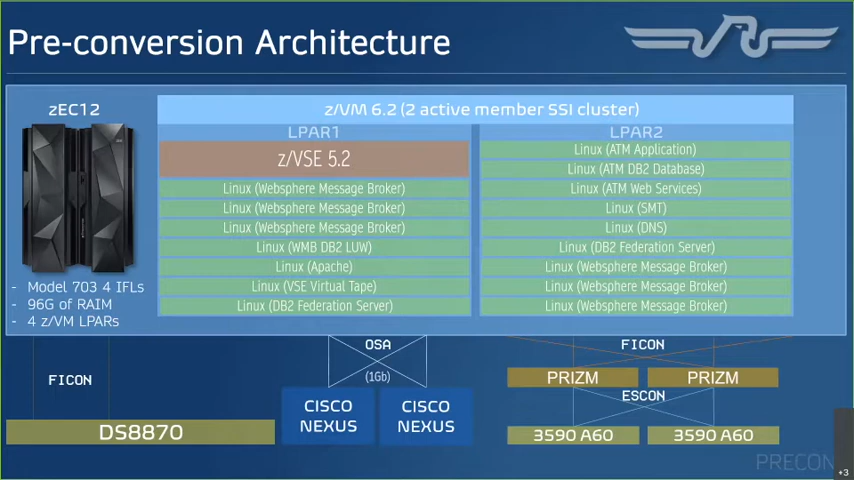 Pre-conversion Architecture
zEC12
- Model 703 4 IFLs
- 96G of RAIM
- 4 z/VM LPARs
z/VM 6.2 (2 active member SSI cluster)
LPAR1
z/VSE 5.2
Linux (Websphere Message Broker)
Linux (Websphere Message Broker)
Linux (Websphere Message Broker)
Linux (WMB DB2 LUW)
Linux (Apache)
Linux (VSE Virtual Tape)
Linux (DB2 Federation Server)
LPAR2
Linux (ATM Application)
Linux (ATM DB2 Database)
Linux (ATM Web Services)
Linux (SMT)
Linux (DNS)
Linux (DB2 Federation Server)
Linux (Websphere Message Broker)
Linux (Websphere Message Broker)
Linux (Websphere Message Broker)
FICON
DS8870
OSA
(1Gb)
CISCO
NEXUS
CISCO
NEXUS
FICON
PRIZM
PRIZM
ESCON
3590 A60
3590 A60
PRECON
+3